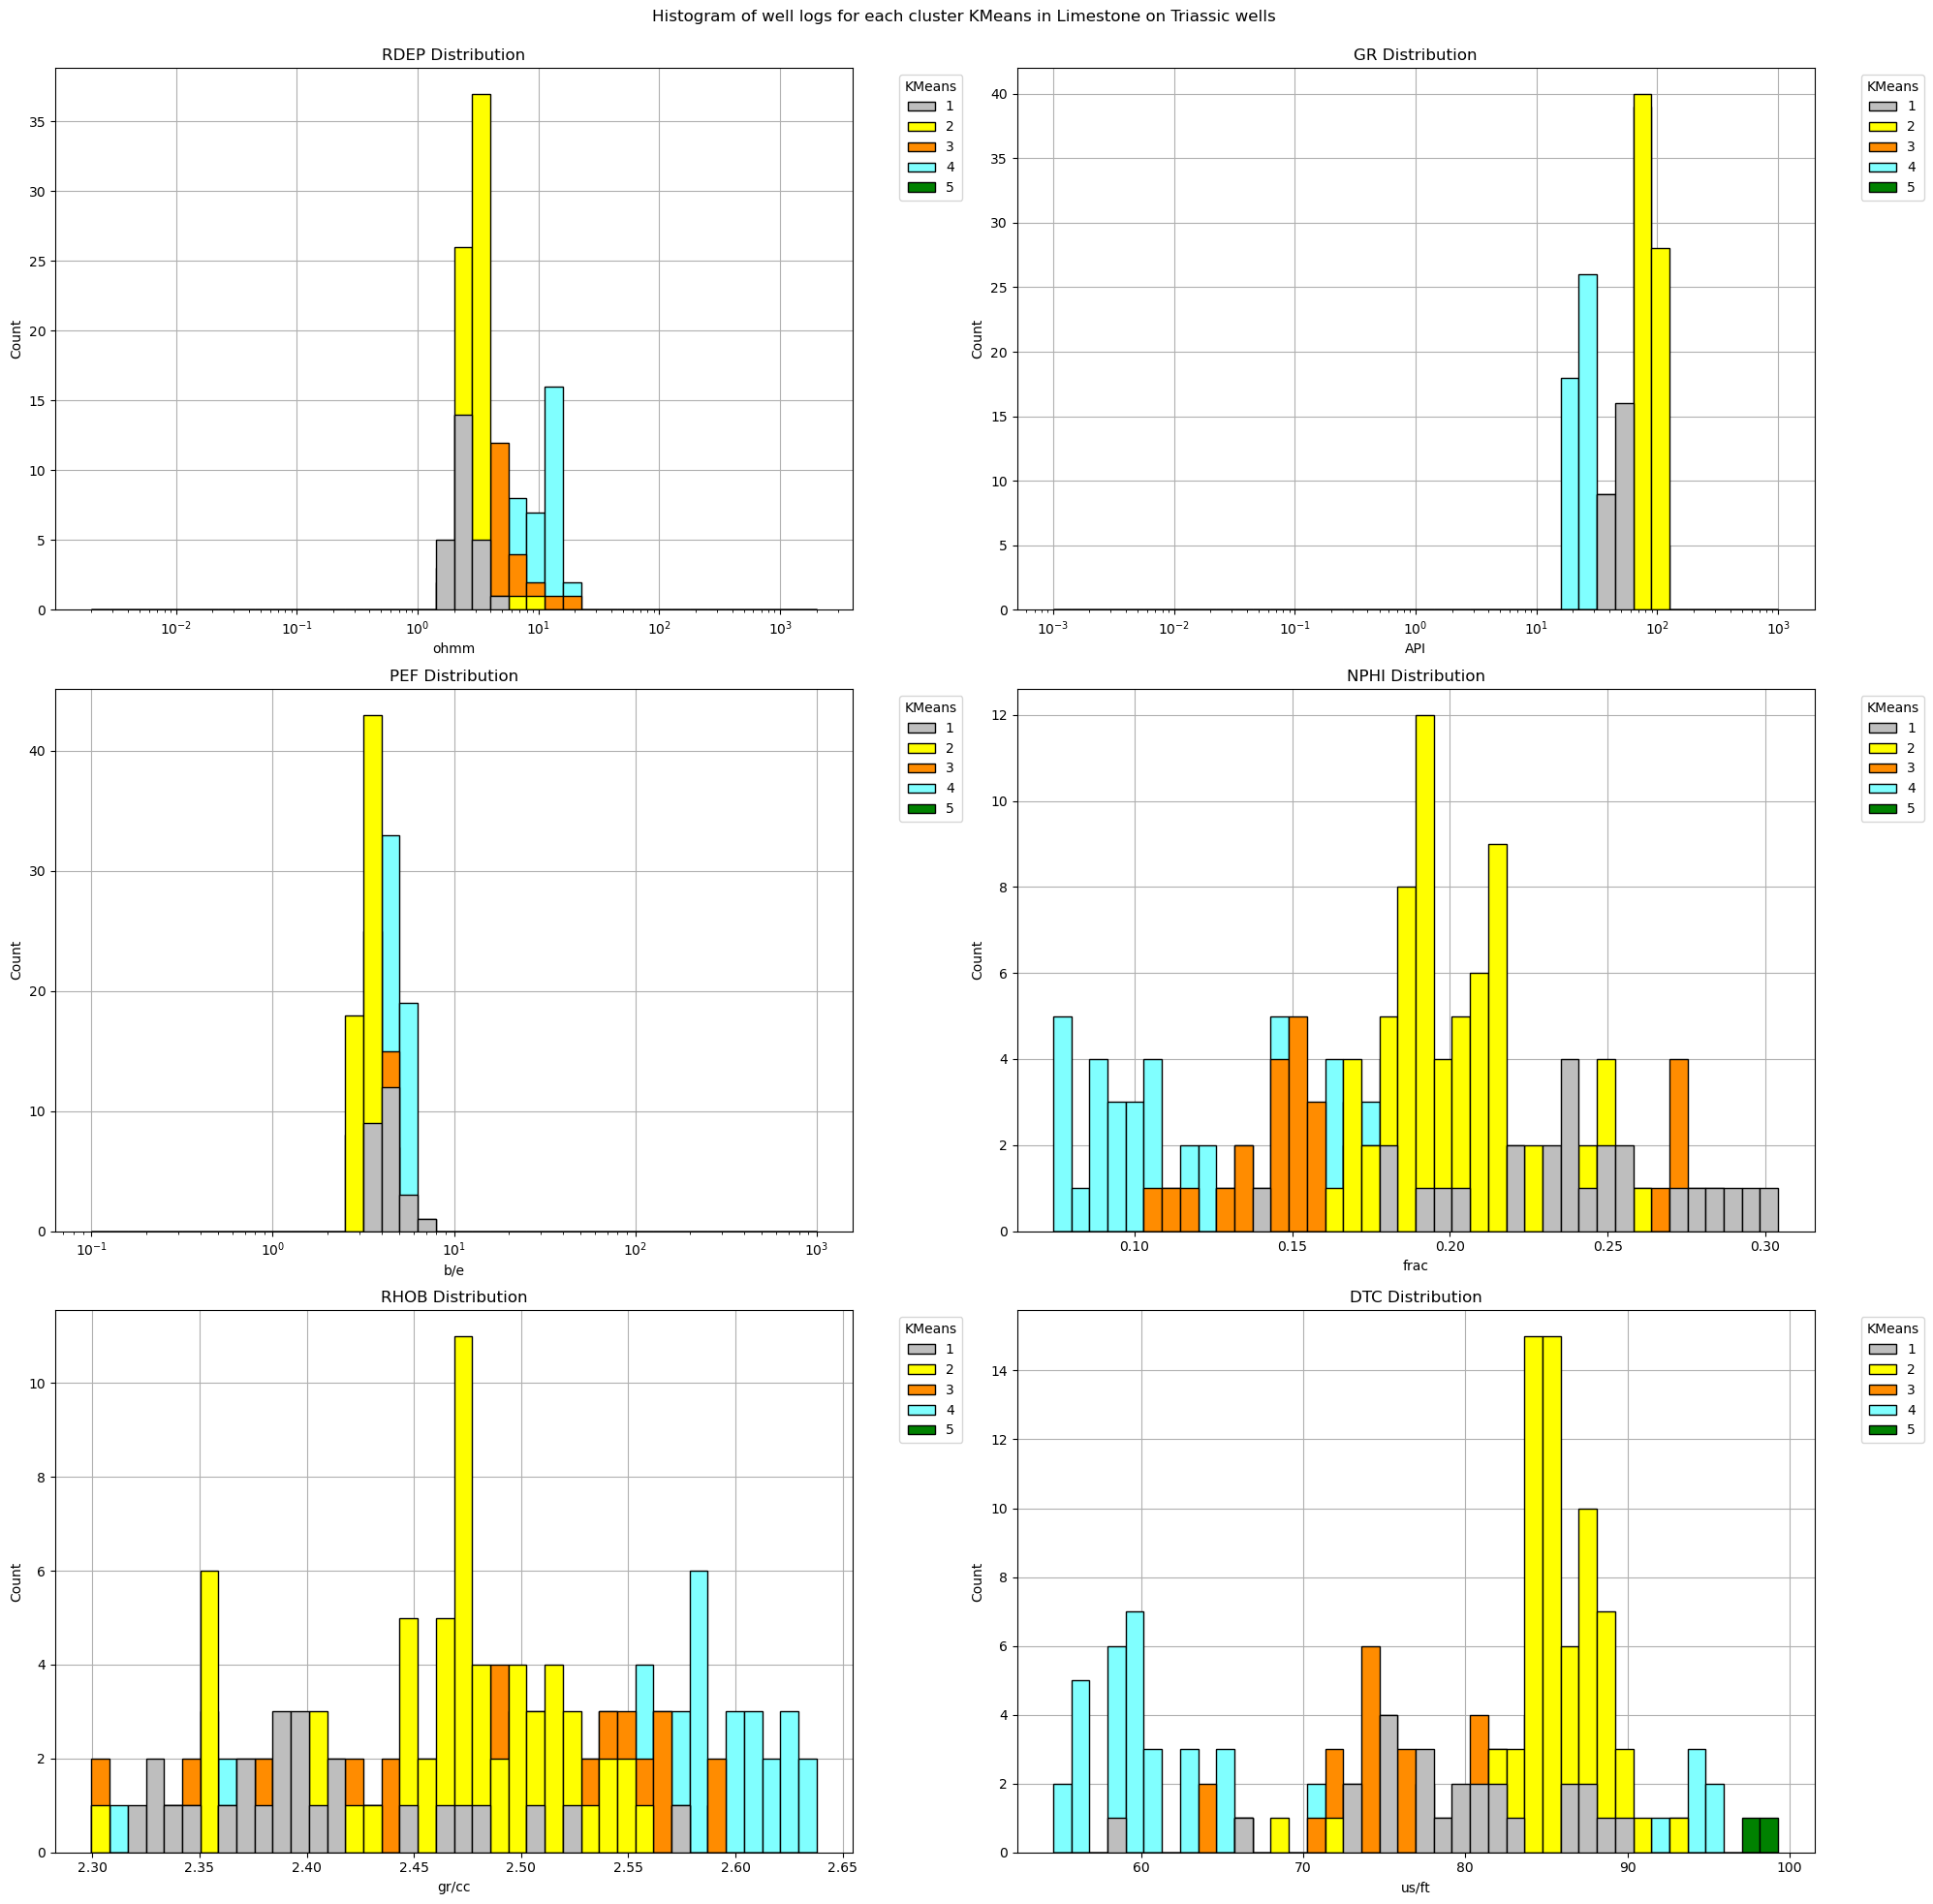 Histogram of well logs for each cluster KMeans in Limestone on Triassic wells
RDEP Distribution
Count
0 5 10 15 20 25 30 35
10⁻² 10⁻¹ 10⁰ 10¹ 10² 10³
ohmm
KMeans
1
2
3
4
5
GR Distribution
Count
0 5 10 15 20 25 30 35 40
10⁻³ 10⁻² 10⁻¹ 10⁰ 10¹ 10² 10³
API
KMeans
1
2
3
4
5
PEF Distribution
Count
0 10 20 30 40
10⁻¹ 10⁰ 10¹ 10² 10³
b/e
KMeans
1
2
3
4
5
NPHI Distribution
Count
0 2 4 6 8 10 12
0.10 0.15 0.20 0.25 0.30
frac
KMeans
1
2
3
4
5
RHOB Distribution
Count
0 2 4 6 8 10
2.30 2.35 2.40 2.45 2.50 2.55 2.60 2.65
gr/cc
KMeans
1
2
3
4
5
DTC Distribution
Count
0 2 4 6 8 10 12 14
60 70 80 90 100
us/ft
KMeans
1
2
3
4
5